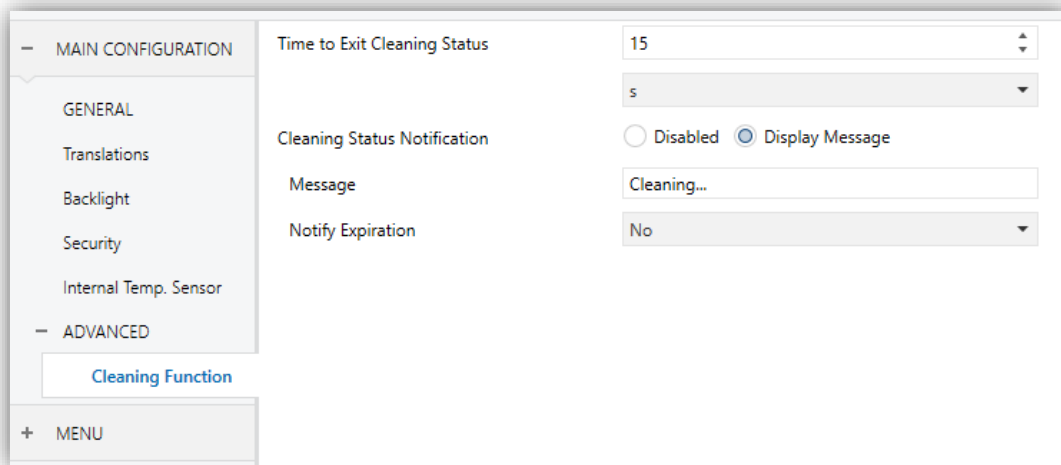 MAIN CONFIGURATION
GENERAL
Translations
Backlight
Security
Internal Temp. Sensor
ADVANCED
Cleaning Function
MENU
Time to Exit Cleaning Status
15
s
Cleaning Status Notification
Disabled
Display Message
Message
Cleaning...
Notify Expiration
No